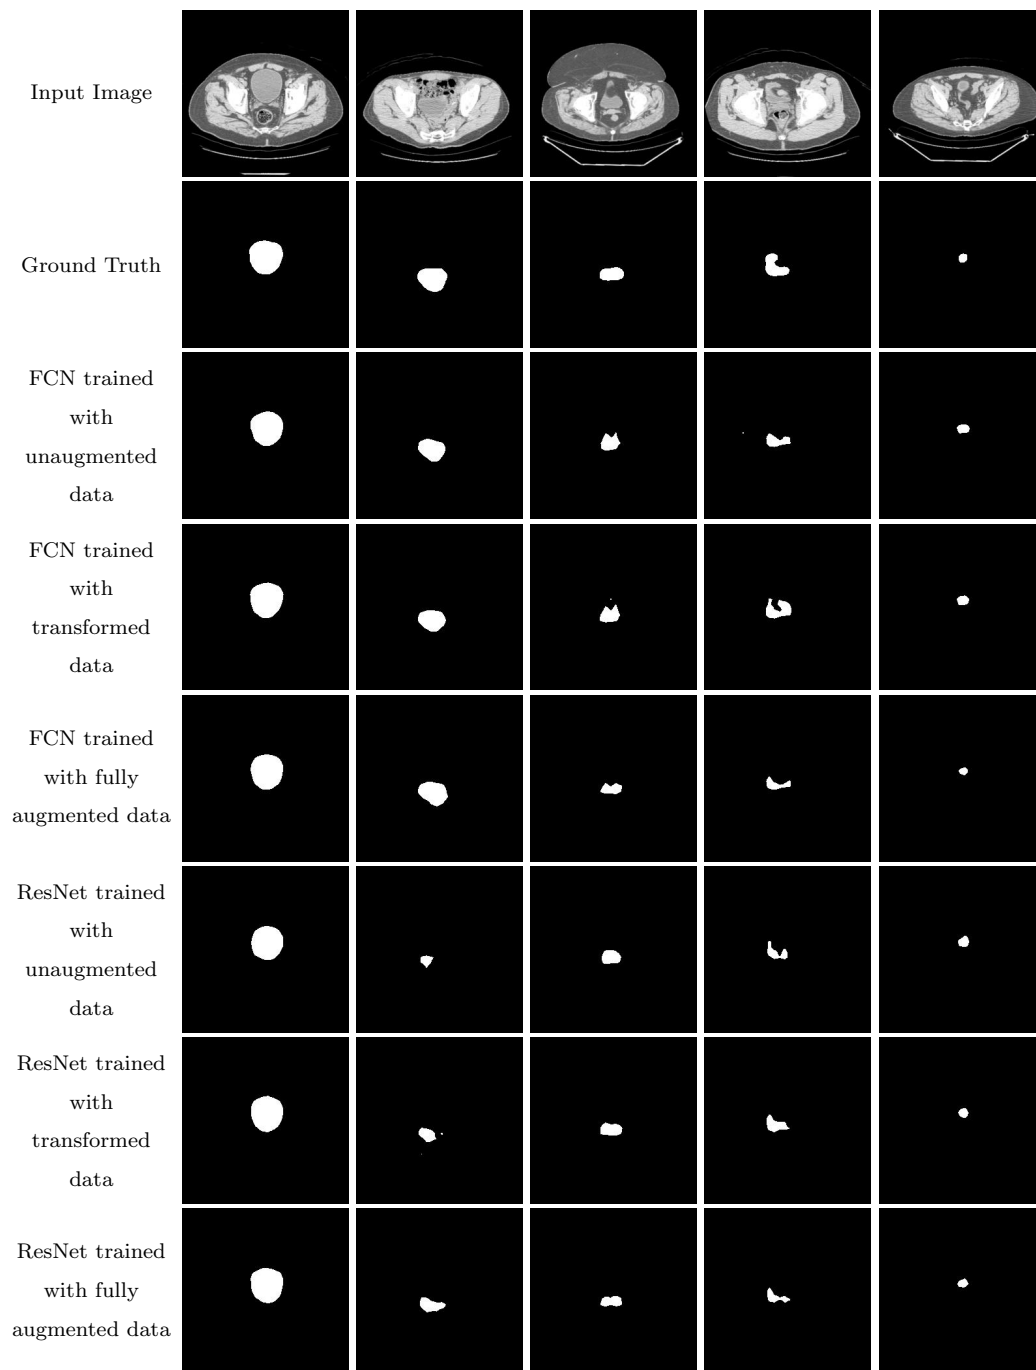 Input Image
Ground Truth
FCN trained
with
unaugmented
data
FCN trained
with
transformed
data
FCN trained
with fully
augmented data
ResNet trained
with
unaugmented
data
ResNet trained
with
transformed
data
ResNet trained
with fully
augmented data